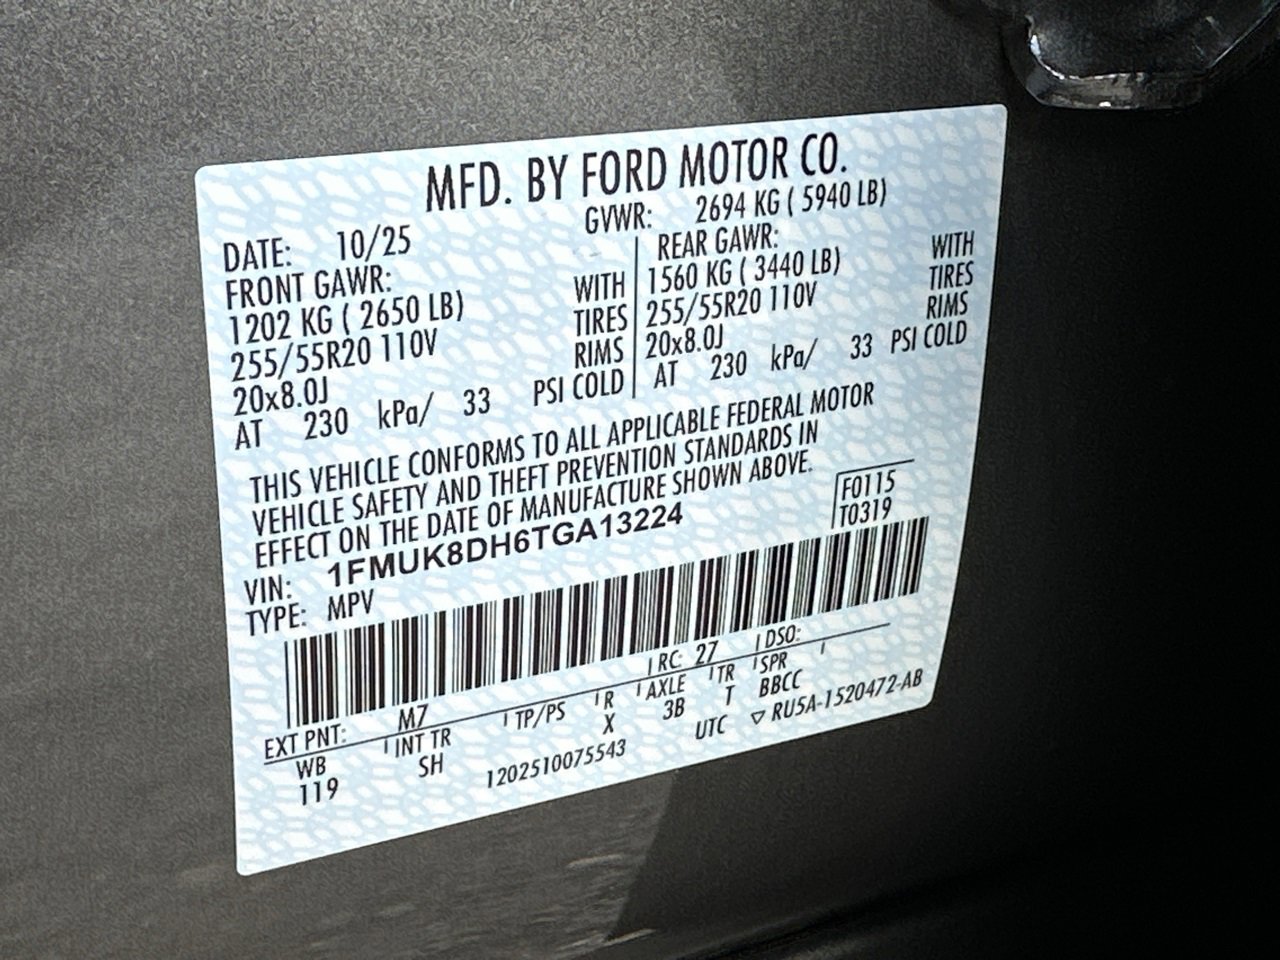 MFD. BY FORD MOTOR CO.
DATE: 10/25 GVWR: 2694 KG ( 5940 LB)
FRONT GAWR: REAR GAWR:
1202 KG ( 2650 LB) WITH 1560 KG ( 3440 LB) WITH
255/55R20 110V TIRES 255/55R20 110V TIRES
20x8.0J RIMS 20x8.0J RIMS
AT 230 kPa/ 33 PSI COLD AT 230 kPa/ 33 PSI COLD
THIS VEHICLE CONFORMS TO ALL APPLICABLE FEDERAL MOTOR
VEHICLE SAFETY AND THEFT PREVENTION STANDARDS IN
EFFECT ON THE DATE OF MANUFACTURE SHOWN ABOVE.
F0115
VIN: 1FMUK8DH6TGA13224 T0319
TYPE: MPV
EXT PNT: M7 RC: 27 DSO:
WB INT TR TP/PS R AXLE TR SPR
119 SH X 3B T BBCC
1202510075543 UTC ▽ RU5A-1520472-AB